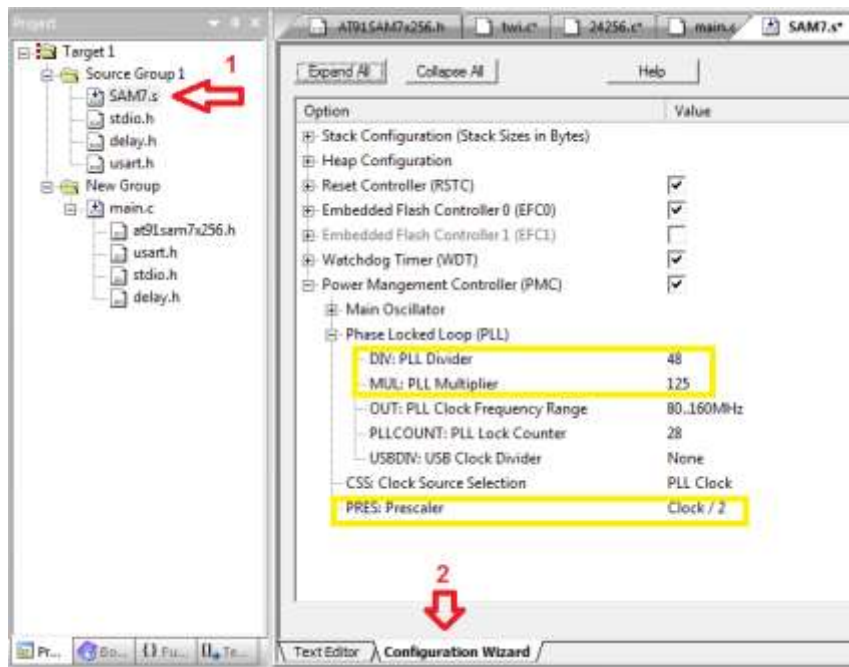 Project
Target 1
Source Group 1
SAM7.s
stdio.h
delay.h
usart.h
New Group
main.c
at91sam7x256.h
usart.h
stdio.h
delay.h
1
Pr...
Bo...
{} Fu...
Te...
AT91SAM7x256.h
twi.c*
24256.c*
main.c
SAM7.s*
Expand All
Collapse All
Help
Option Value
Stack Configuration (Stack Sizes in Bytes)
Heap Configuration
Reset Controller (RSTC)
Embedded Flash Controller 0 (EFC0)
Embedded Flash Controller 1 (EFC1)
Watchdog Timer (WDT)
Power Mangement Controller (PMC)
Main Oscillator
Phase Locked Loop (PLL)
DIV: PLL Divider 48
MUL: PLL Multiplier 125
OUT: PLL Clock Frequency Range 80..160MHz
PLLCOUNT: PLL Lock Counter 28
USBDIV: USB Clock Divider None
CSS: Clock Source Selection PLL Clock
PRES: Prescaler Clock / 2
2
Text Editor
Configuration Wizard